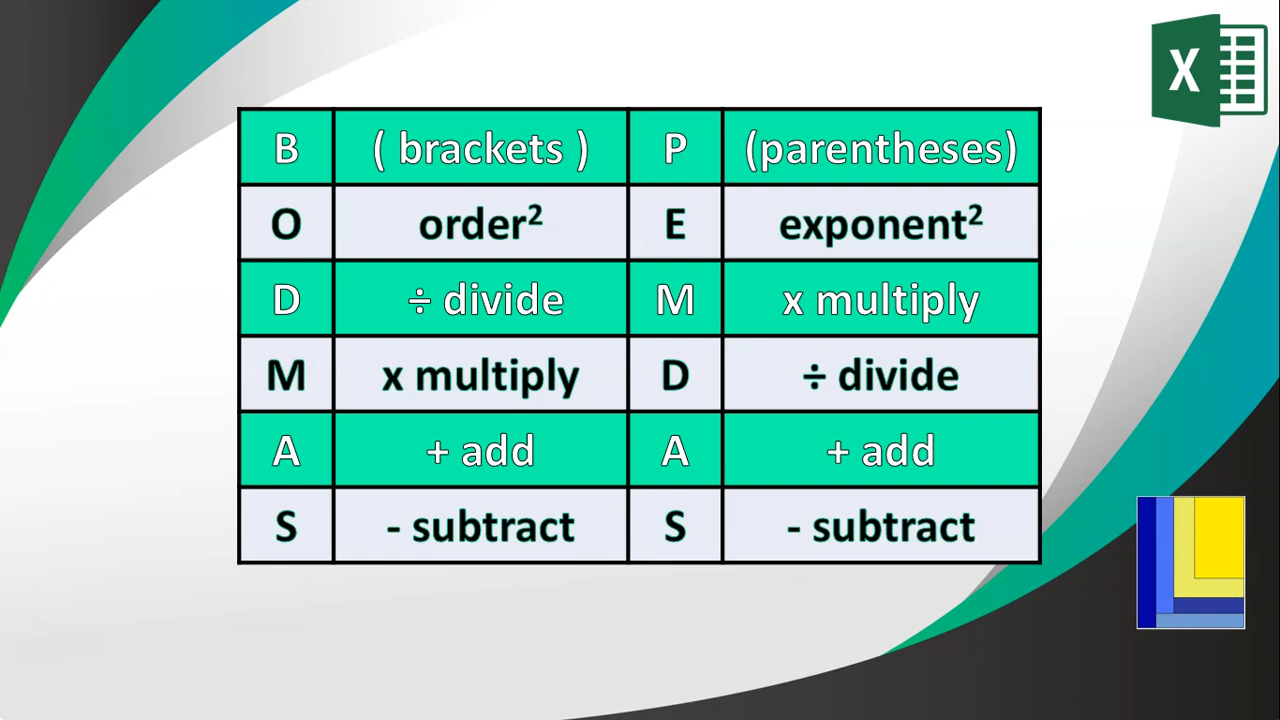 X
B ( brackets ) P (parentheses)
O order² E exponent²
D ÷ divide M x multiply
M x multiply D ÷ divide
A + add A + add
S - subtract S - subtract